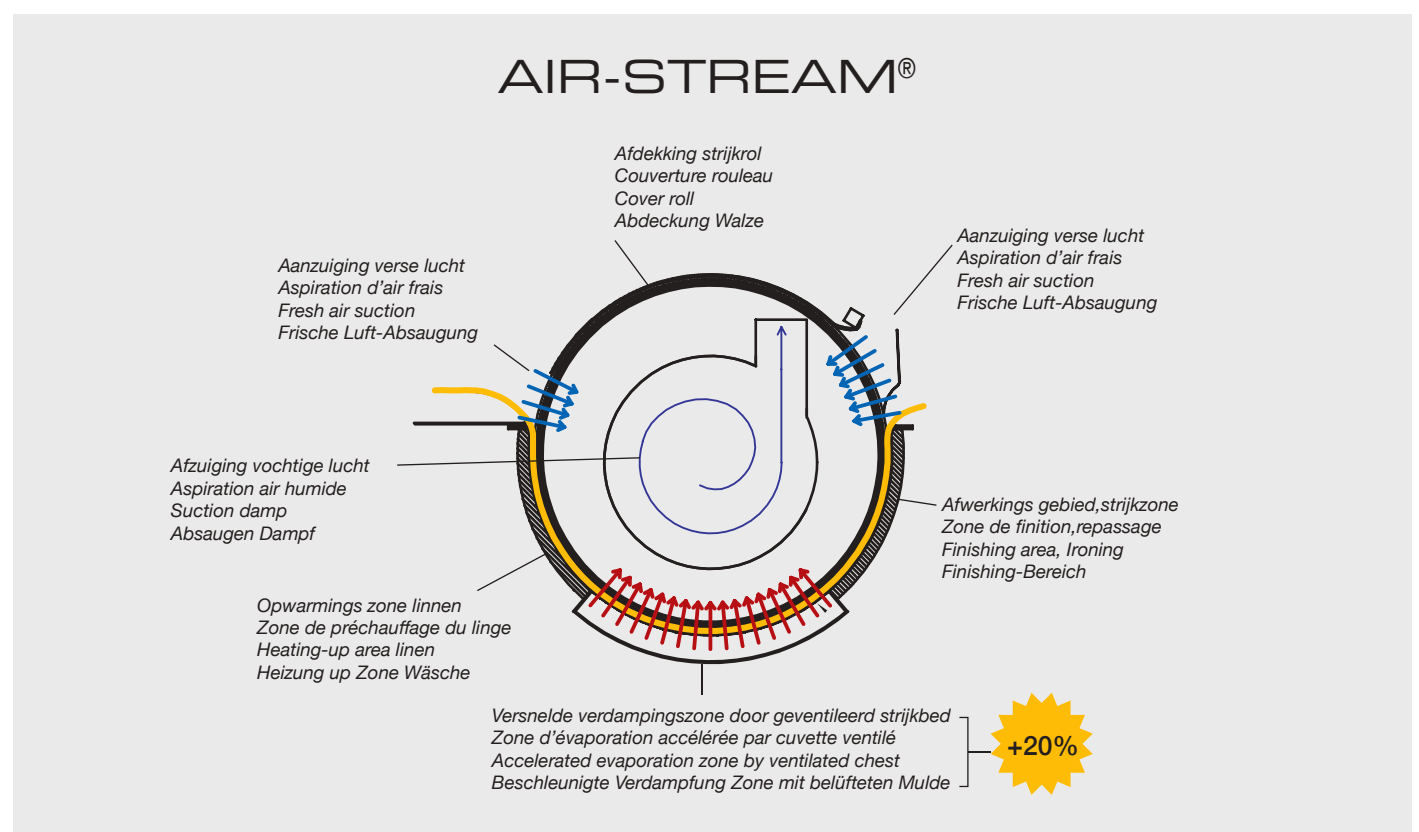 AIR-STREAM®
Afdekking strijkrol
Couverture rouleau
Cover roll
Abdeckung Walze
Aanzuiging verse lucht
Aspiration d’air frais
Fresh air suction
Frische Luft-Absaugung
Aanzuiging verse lucht
Aspiration d’air frais
Fresh air suction
Frische Luft-Absaugung
Afzuiging vochtige lucht
Aspiration air humide
Suction damp
Absaugen Dampf
Afwerkings gebied,strijkzone
Zone de finition,repassage
Finishing area, Ironing
Finishing-Bereich
Opwarmings zone linnen
Zone de préchauffage du linge
Heating-up area linen
Heizung up Zone Wäsche
Versnelde verdampingszone door geventileerd strijkbed
Zone d’évaporation accélérée par cuvette ventilé
Accelerated evaporation zone by ventilated chest
Beschleunigte Verdampfung Zone mit belüfteten Mulde
+20%